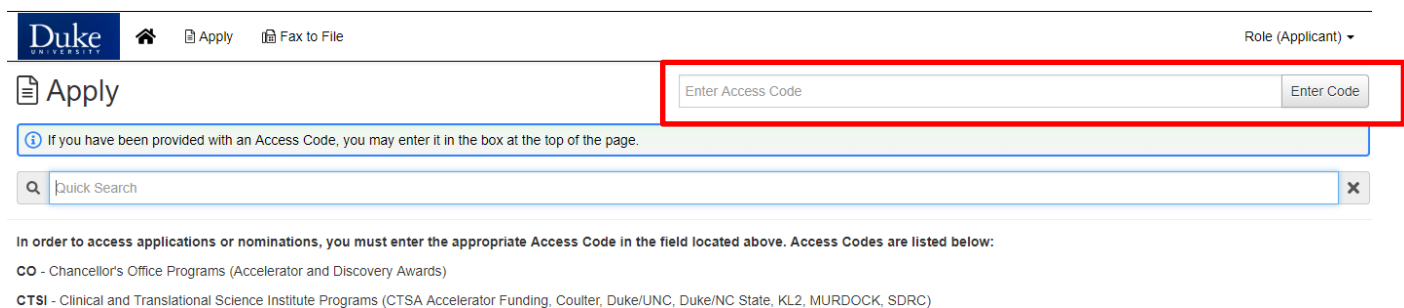 Duke
UNIVERSITY
Apply
Fax to File
Role (Applicant)
Apply
Enter Access Code
Enter Code
If you have been provided with an Access Code, you may enter it in the box at the top of the page.
Quick Search
In order to access applications or nominations, you must enter the appropriate Access Code in the field located above. Access Codes are listed below:
CO - Chancellor's Office Programs (Accelerator and Discovery Awards)
CTSI - Clinical and Translational Science Institute Programs (CTSA Accelerator Funding, Coulter, Duke/UNC, Duke/NC State, KL2, MURDOCK, SDRC)